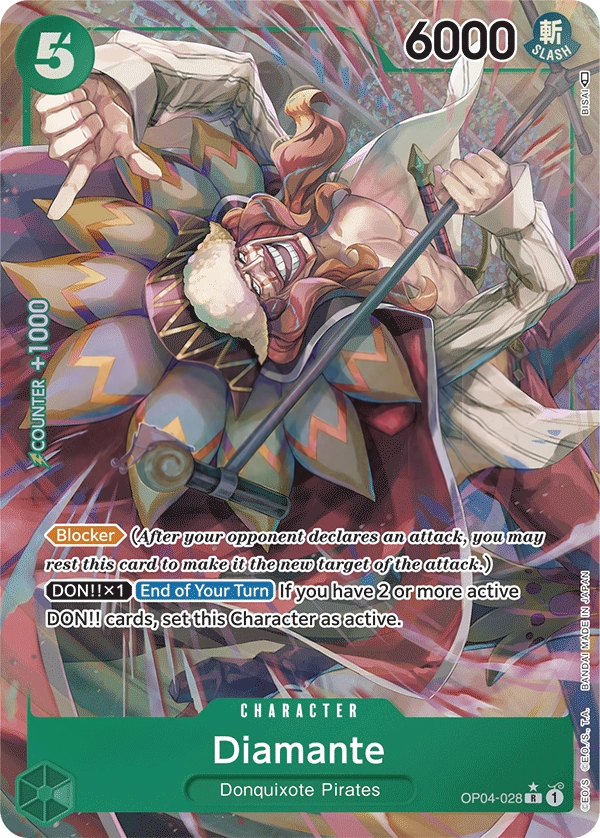 5
6000
斬
SLASH
BISAI
COUNTER +1000
Blocker (After your opponent declares an attack, you may
rest this card to make it the new target of the attack.)
DON!!×1 End of Your Turn If you have 2 or more active
DON!! cards, set this Character as active.
©E.O/S ©E.O./S., T.A. BANDAI MADE IN JAPAN
CHARACTER
Diamante
Donquixote Pirates
OP04-028 R 1